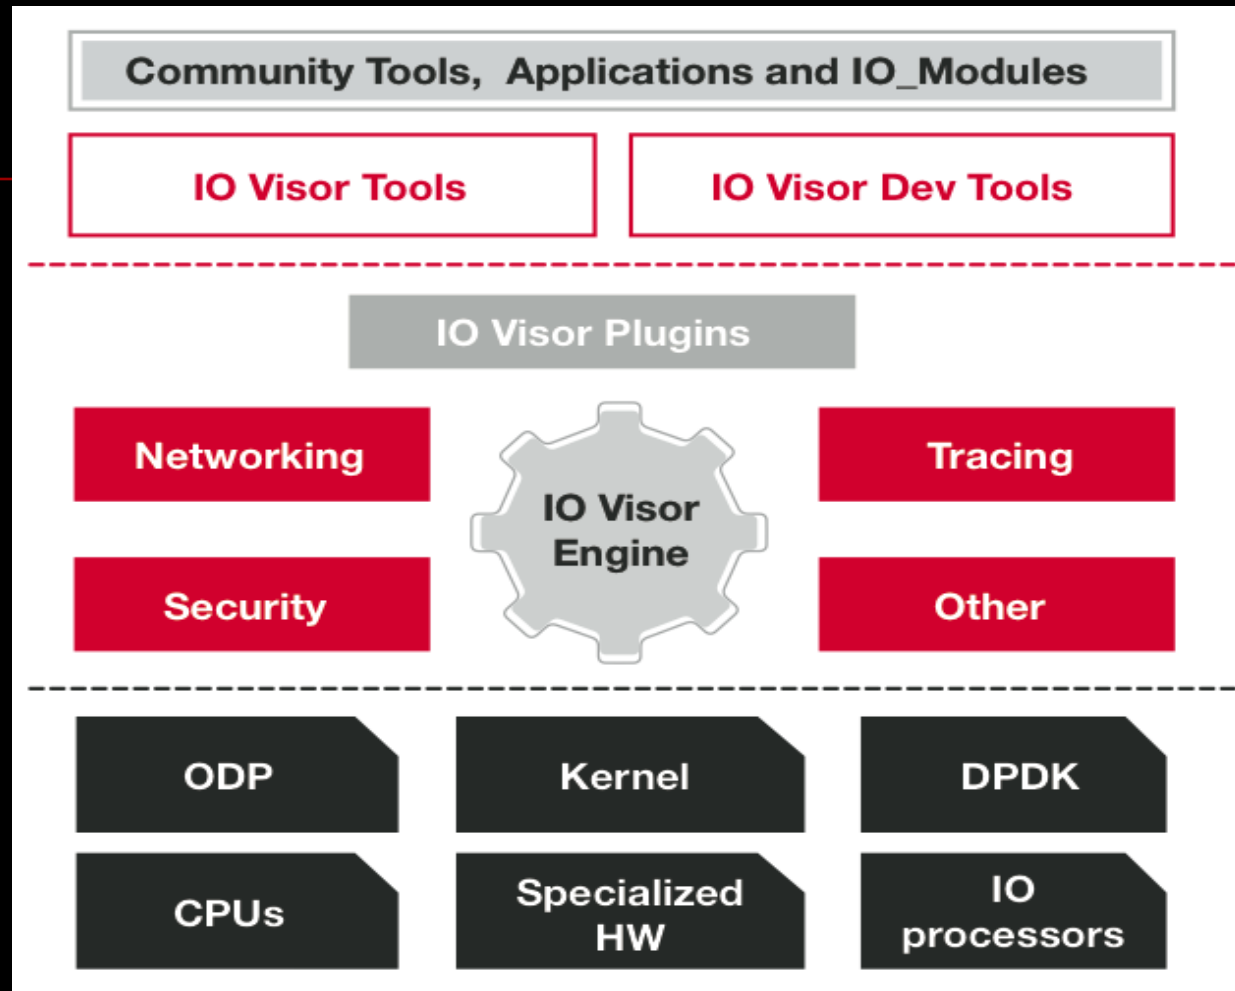 Community Tools, Applications and IO_Modules
IO Visor Tools
IO Visor Dev Tools
IO Visor Plugins
Networking
Tracing
IO Visor
Engine
Security
Other
ODP
Kernel
DPDK
CPUs
Specialized
HW
IO
processors